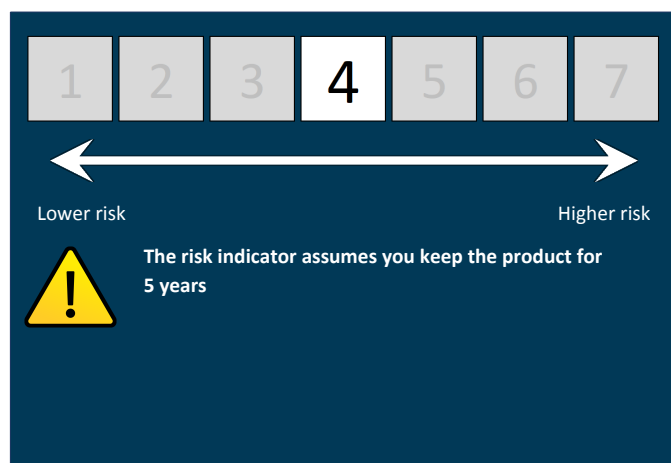 1 2 3 4 5 6 7
Lower risk Higher risk
The risk indicator assumes you keep the product for
5 years